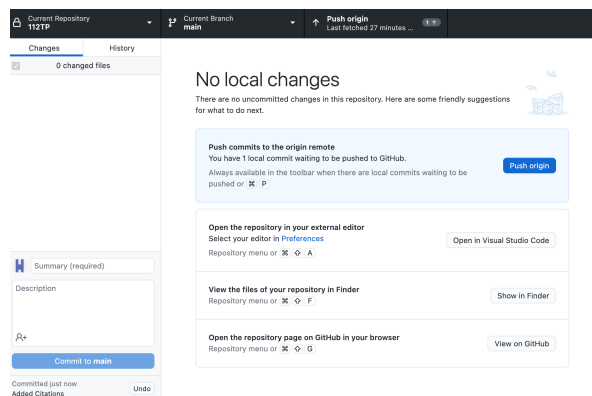 Current Repository
112TP
Current Branch
main
Push origin
Last fetched 27 minutes ...
1
Changes
History
0 changed files
No local changes
There are no uncommitted changes in this repository. Here are some friendly suggestions
for what to do next.
Push commits to the origin remote
You have 1 local commit waiting to be pushed to GitHub.
Always available in the toolbar when there are local commits waiting to be
pushed or ⌘ P
Push origin
Open the repository in your external editor
Select your editor in Preferences
Repository menu or ⌘ ⇧ A
Open in Visual Studio Code
View the files of your repository in Finder
Repository menu or ⌘ ⇧ F
Show in Finder
Open the repository page on GitHub in your browser
Repository menu or ⌘ ⇧ G
View on GitHub
Summary (required)
Description
Commit to main
Committed just now
Added Citations
Undo